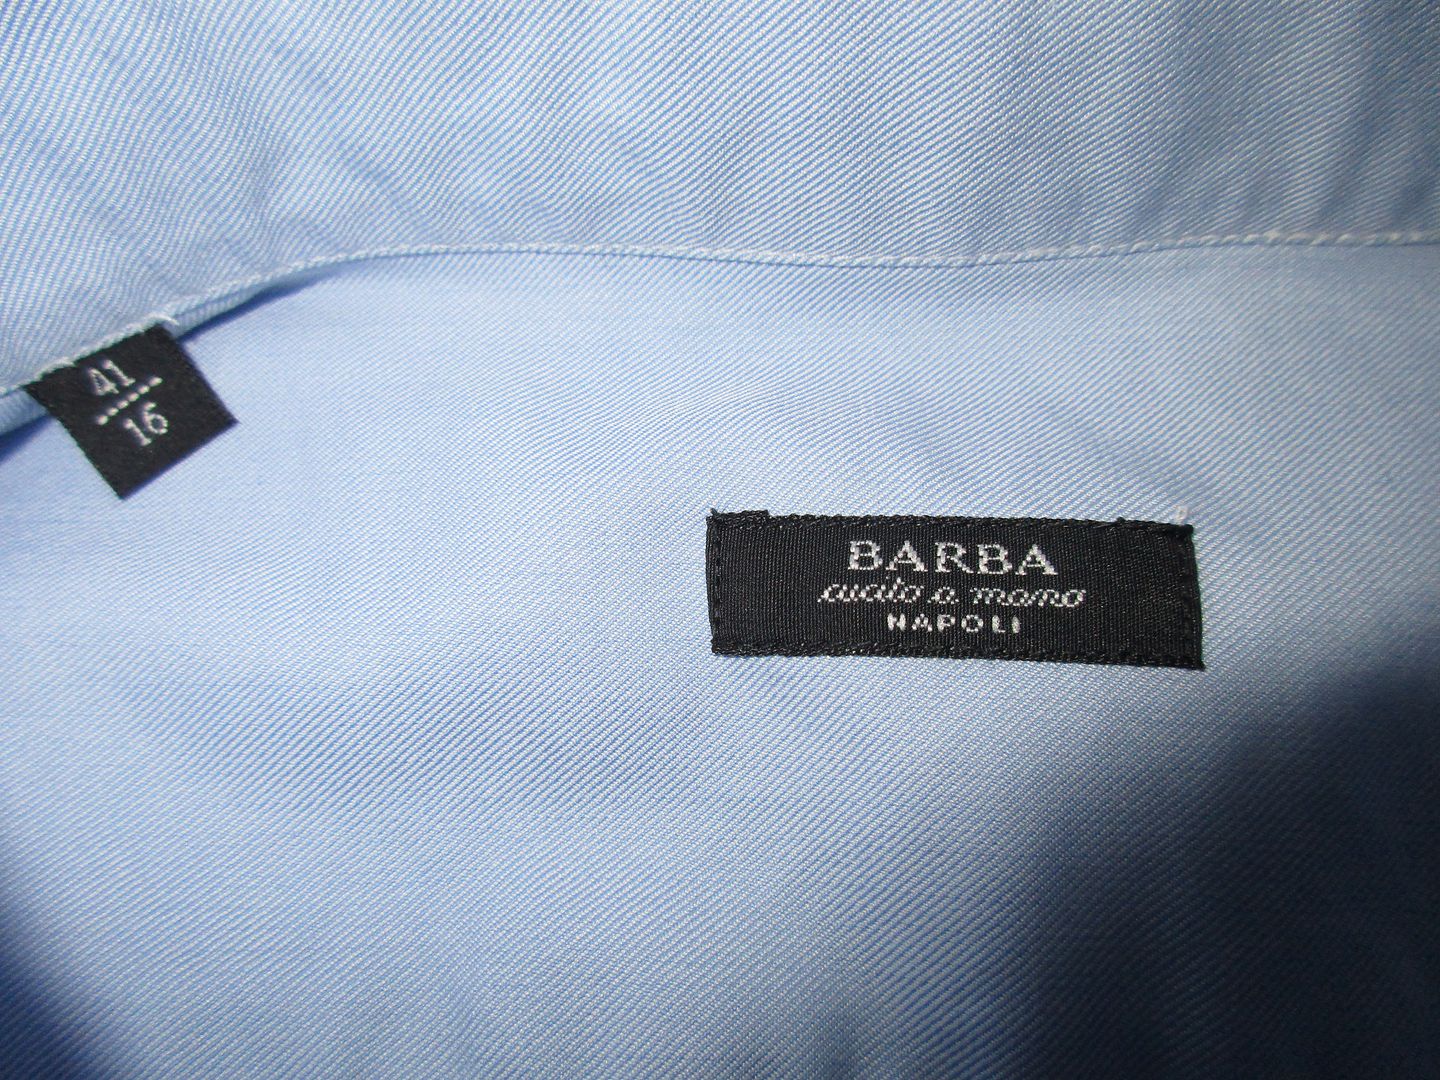 41
16
BARBA
cucito a mano
NAPOLI